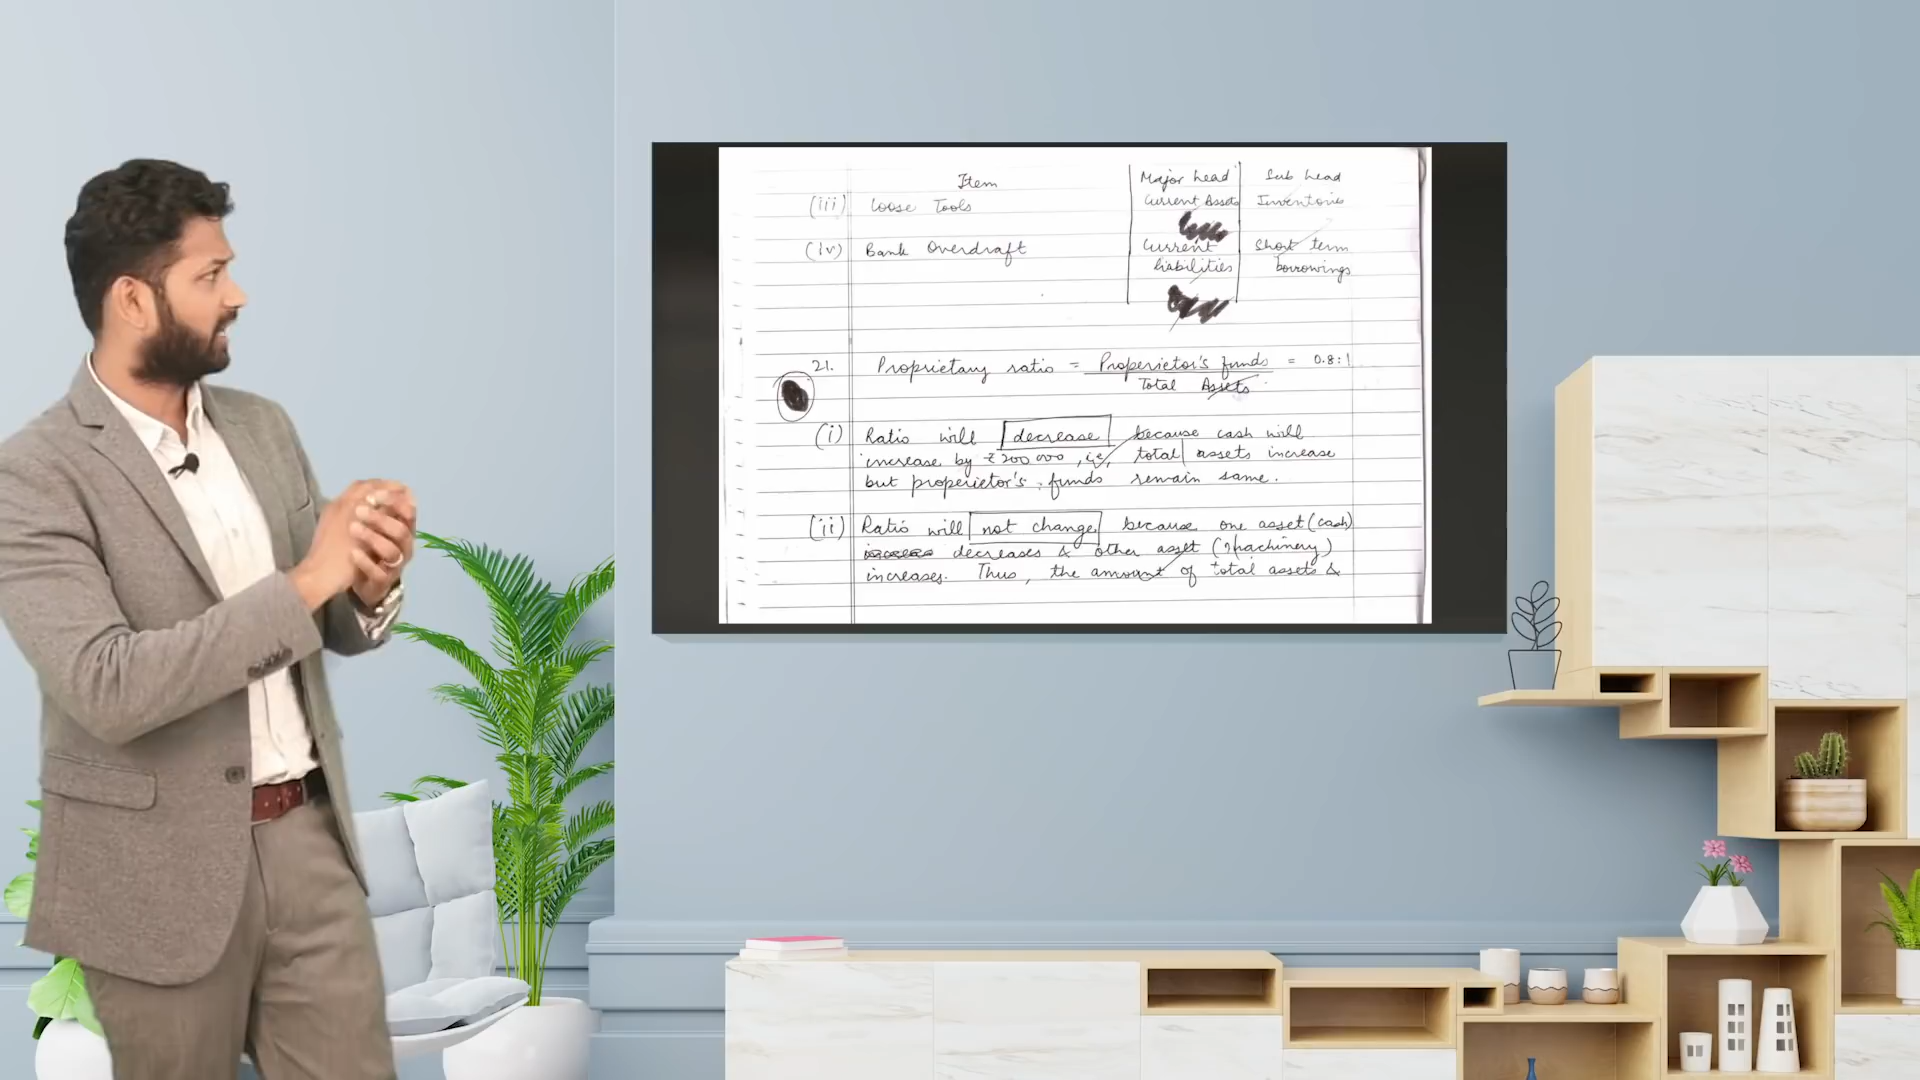 Item Major head Sub head
(iii) Loose Tools Current Assets Inventories
(iv) Bank Overdraft Current Short term
liabilities borrowings
21. Proprietary ratio = Properietor's funds = 0.8:1
Total Assets
(i) Ratio will decrease because cash will
increase by ₹ 200 000, i.e, total assets increase
but properietor's funds remain same.
(ii) Ratio will not change because one asset (cash)
decreases & other asset (machinery)
increases. Thus, the amount of total assets &